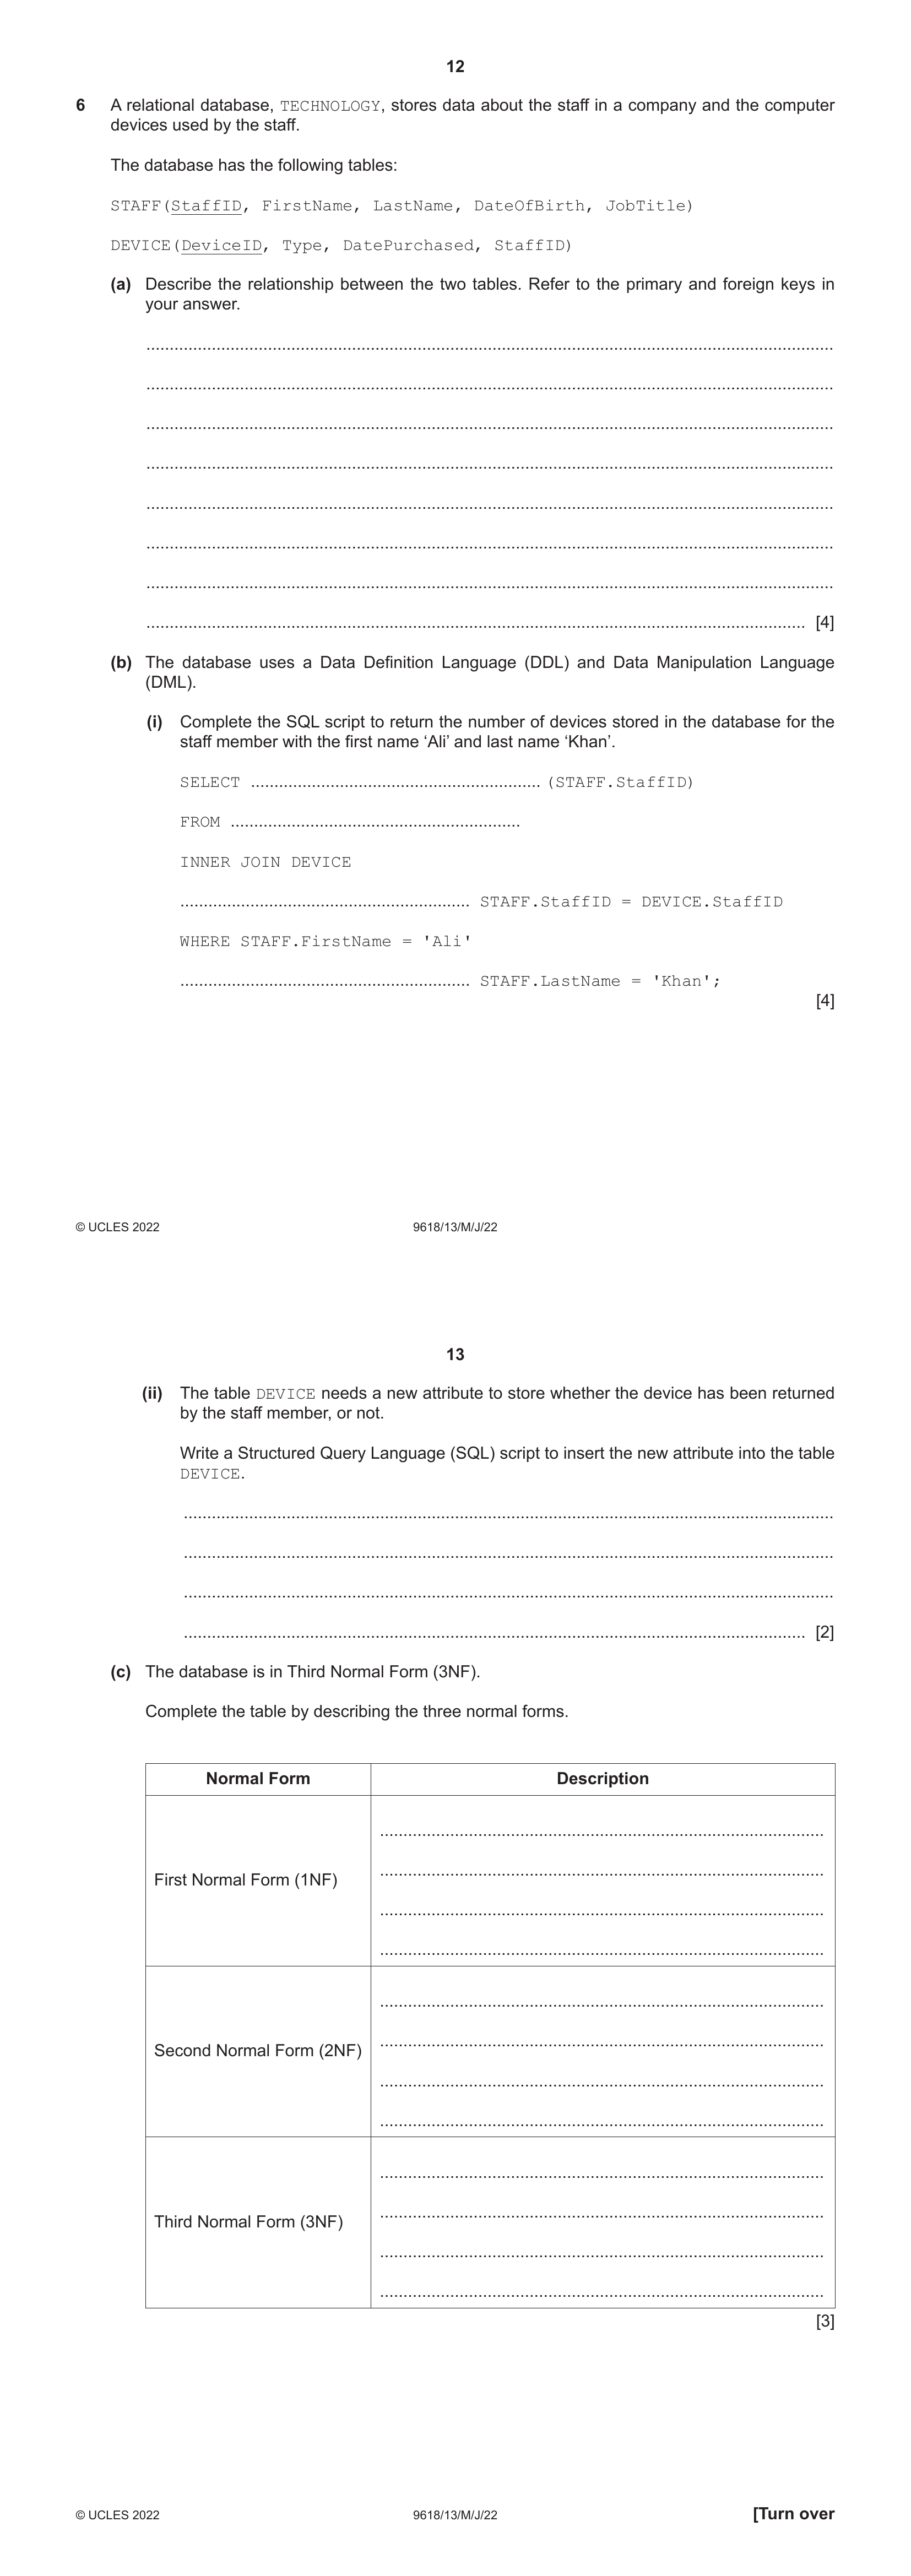 12
6 A relational database, TECHNOLOGY, stores data about the staff in a company and the computer
devices used by the staff.
The database has the following tables:
STAFF(StaffID, FirstName, LastName, DateOfBirth, JobTitle)
DEVICE(DeviceID, Type, DatePurchased, StaffID)
(a) Describe the relationship between the two tables. Refer to the primary and foreign keys in
your answer.
[4]
(b) The database uses a Data Definition Language (DDL) and Data Manipulation Language
(DML).
(i) Complete the SQL script to return the number of devices stored in the database for the
staff member with the first name ‘Ali’ and last name ‘Khan’.
SELECT .............................................................. (STAFF.StaffID)
FROM ..............................................................
INNER JOIN DEVICE
.............................................................. STAFF.StaffID = DEVICE.StaffID
WHERE STAFF.FirstName = 'Ali'
.............................................................. STAFF.LastName = 'Khan';
[4]
© UCLES 2022 9618/13/M/J/22
13
(ii) The table DEVICE needs a new attribute to store whether the device has been returned
by the staff member, or not.
Write a Structured Query Language (SQL) script to insert the new attribute into the table
DEVICE.
[2]
(c) The database is in Third Normal Form (3NF).
Complete the table by describing the three normal forms.
Normal Form Description
First Normal Form (1NF)
Second Normal Form (2NF)
Third Normal Form (3NF)
[3]
© UCLES 2022 9618/13/M/J/22 [Turn over